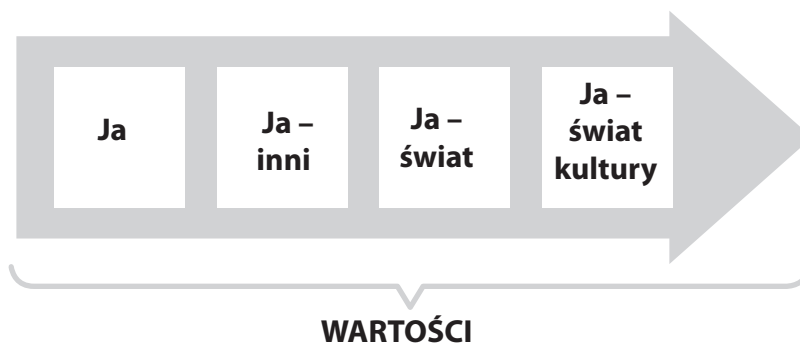 Ja
Ja –
inni
Ja –
świat
Ja –
świat
kultury
WARTOŚCI